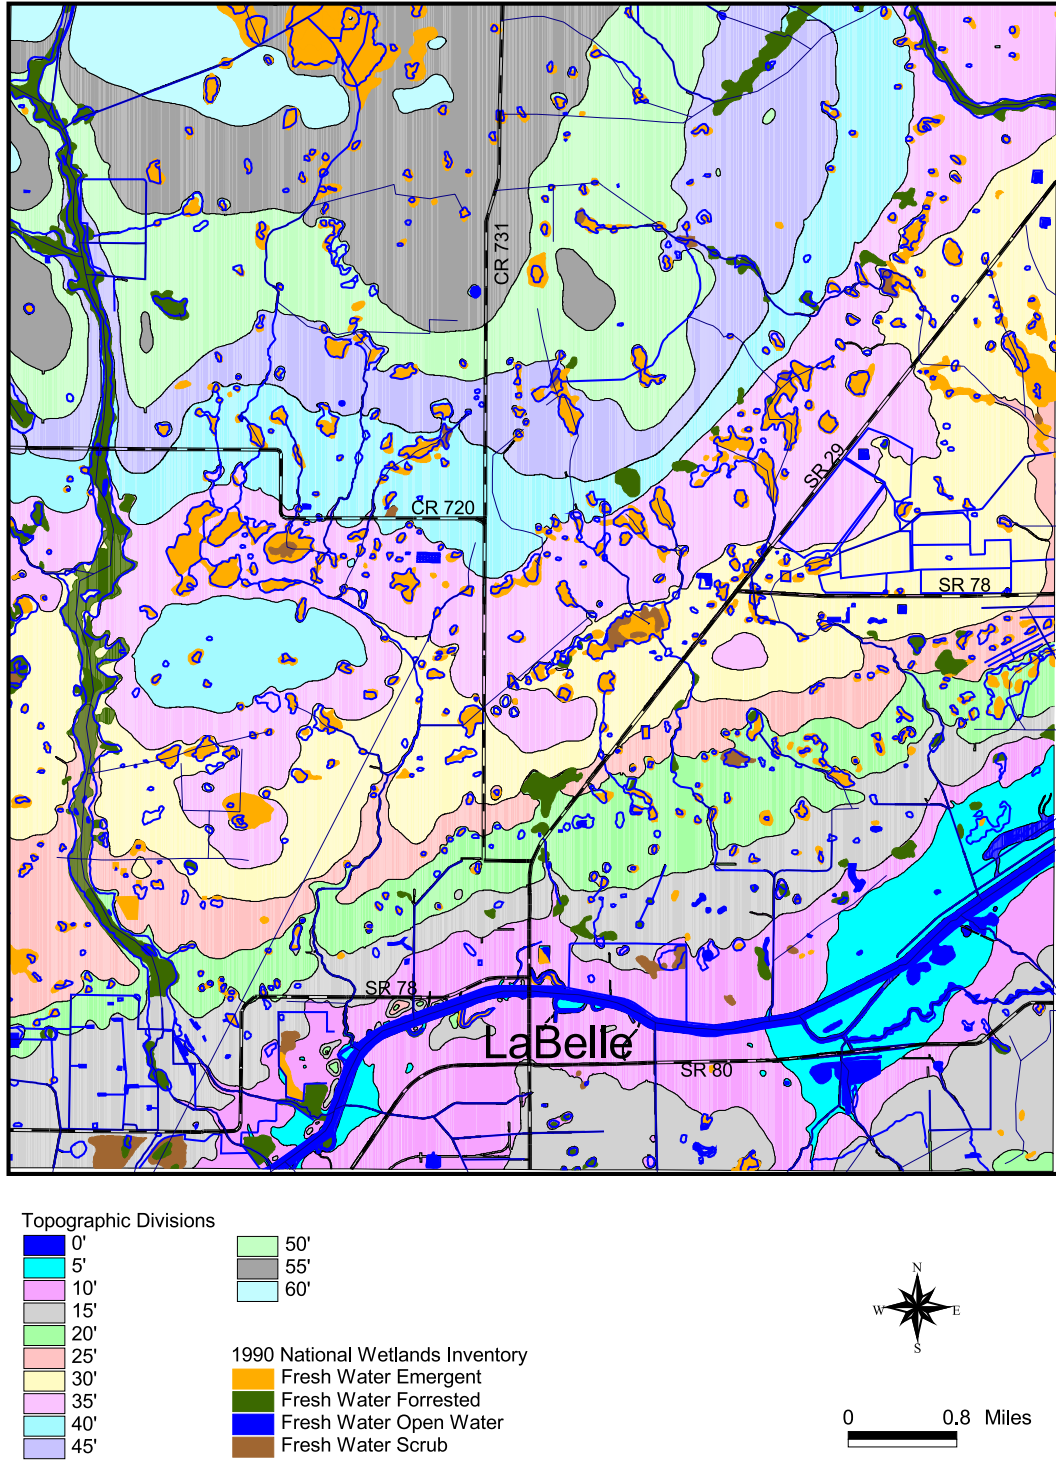 CR 731
SR 29
CR 720
SR 78
SR 78
LaBelle
SR 80
Topographic Divisions
0'
5'
10'
15'
20'
25'
30'
35'
40'
45'
50'
55'
60'
1990 National Wetlands Inventory
Fresh Water Emergent
Fresh Water Forrested
Fresh Water Open Water
Fresh Water Scrub
N
W E
S
0 0.8 Miles